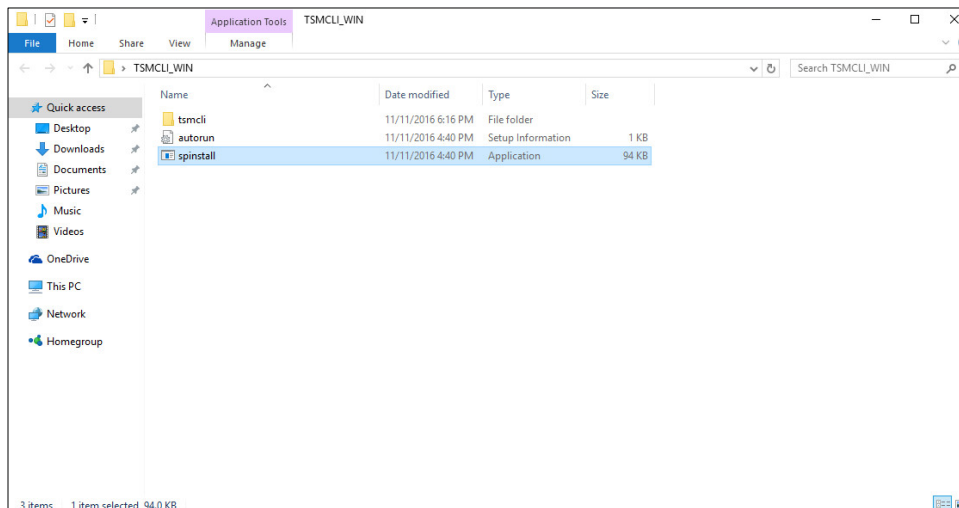 Application Tools TSMCLI_WIN
File Home Share View Manage
TSMCLI_WIN Search TSMCLI_WIN
Name Date modified Type Size
Quick access
Desktop
Downloads
Documents
Pictures
Music
Videos
OneDrive
This PC
Network
Homegroup
tsmcli 11/11/2016 6:16 PM File folder
autorun 11/11/2016 4:40 PM Setup Information 1 KB
spinstall 11/11/2016 4:40 PM Application 94 KB
3 items 1 item selected 94.0 KB